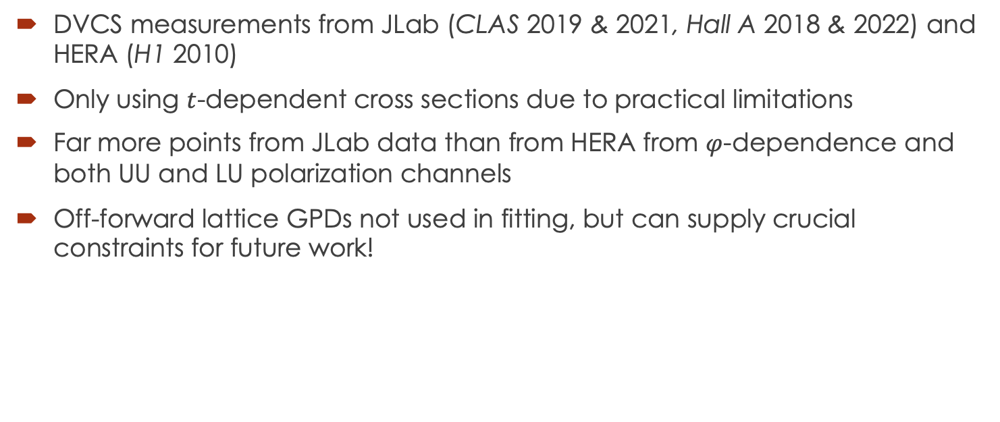 DVCS measurements from JLab (CLAS 2019 & 2021, Hall A 2018 & 2022) and
HERA (H1 2010)
Only using t-dependent cross sections due to practical limitations
Far more points from JLab data than from HERA from φ-dependence and
both UU and LU polarization channels
Off-forward lattice GPDs not used in fitting, but can supply crucial
constraints for future work!